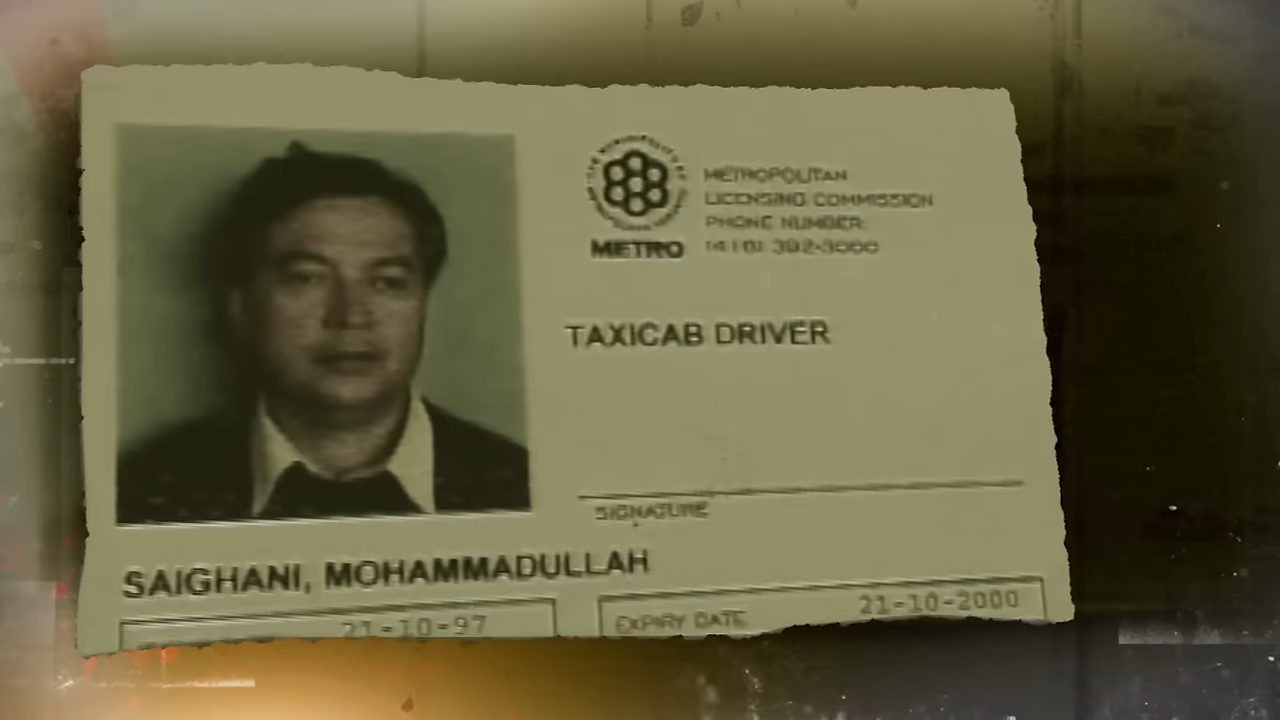 METROPOLITAN
LICENSING COMMISSION
PHONE NUMBER:
(416) 392-3000
METRO
TAXICAB DRIVER
SIGNATURE
SAIGHANI, MOHAMMADULLAH
21-10-97
EXPIRY DATE 21-10-2000